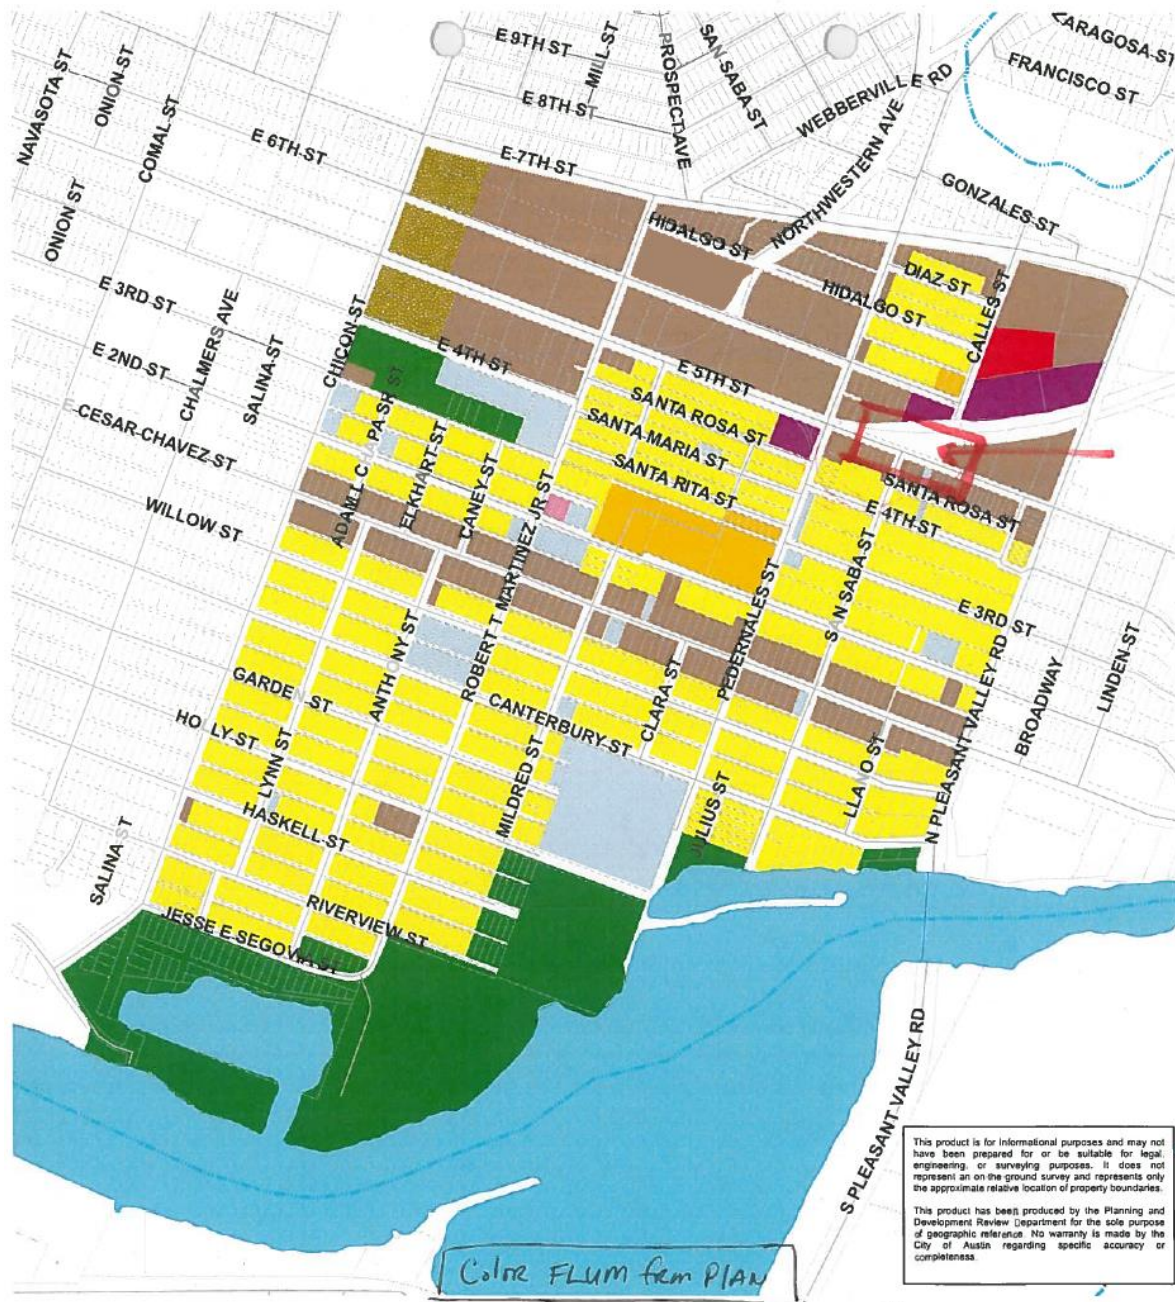 E 9TH ST
MILL ST
PROSPECT AVE
SAN SABA ST
ZARAGOSA ST
FRANCISCO ST
WEBBERVILLE RD
NAVASOTA ST
ONION ST
COMAL ST
E 8TH ST
E 6TH ST
E 7TH ST
NORTHWESTERN AVE
GONZALES ST
ONION ST
HIDALGO ST
DIAZ ST
HIDALGO ST
CALLES ST
E 3RD ST
CHALMERS AVE
SALINA ST
CHICON ST
E 4TH ST
E 5TH ST
E 2ND ST
E CESAR CHAVEZ ST
SANTA ROSA ST
SANTA MARIA ST
SANTA RITA ST
SANTA ROSA ST
E 4TH ST
ADAM L CHAPA SR ST
ELKHART ST
CANEY ST
ROBERT T MARTINEZ JR ST
WILLOW ST
PEDERNALES ST
SAN SABA ST
E 3RD ST
N PLEASANT VALLEY RD
BROADWAY
LINDEN ST
ANTHONY ST
CLARA ST
GARDEN ST
HOLLY ST
LYNN ST
CANTERBURY ST
MILDRED ST
JULIUS ST
LLANO ST
HASKELL ST
SALINA ST
RIVERVIEW ST
JESSE E SEGOVIA ST
S PLEASANT VALLEY RD
This product is for informational purposes and may not
have been prepared for or be suitable for legal,
engineering, or surveying purposes. It does not
represent an on-the-ground survey and represents only
the approximate relative location of property boundaries.
This product has been produced by the Planning and
Development Review Department for the sole purpose
of geographic reference. No warranty is made by the
City of Austin regarding specific accuracy or
completeness.
Color FLUM from PLAN